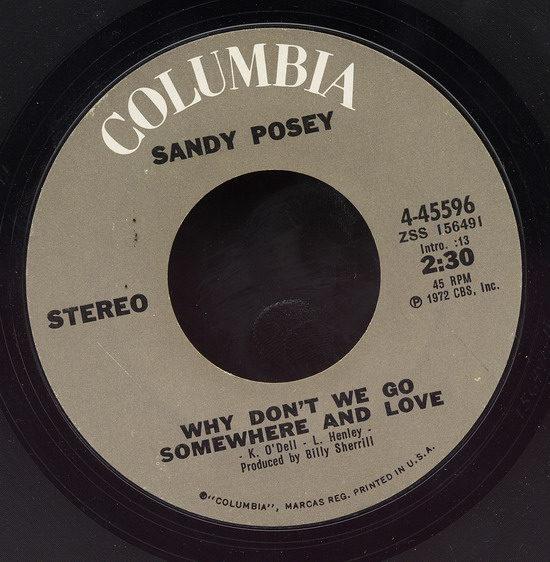 COLUMBIA
SANDY POSEY
4-45596
ZSS 156491
Intro. :13
2:30
45 RPM
Ⓟ 1972 CBS, Inc.
STEREO
WHY DON'T WE GO
SOMEWHERE AND LOVE
- K. O'Dell - L. Henley -
Produced by Billy Sherrill
®"COLUMBIA", MARCAS REG. PRINTED IN U.S.A.